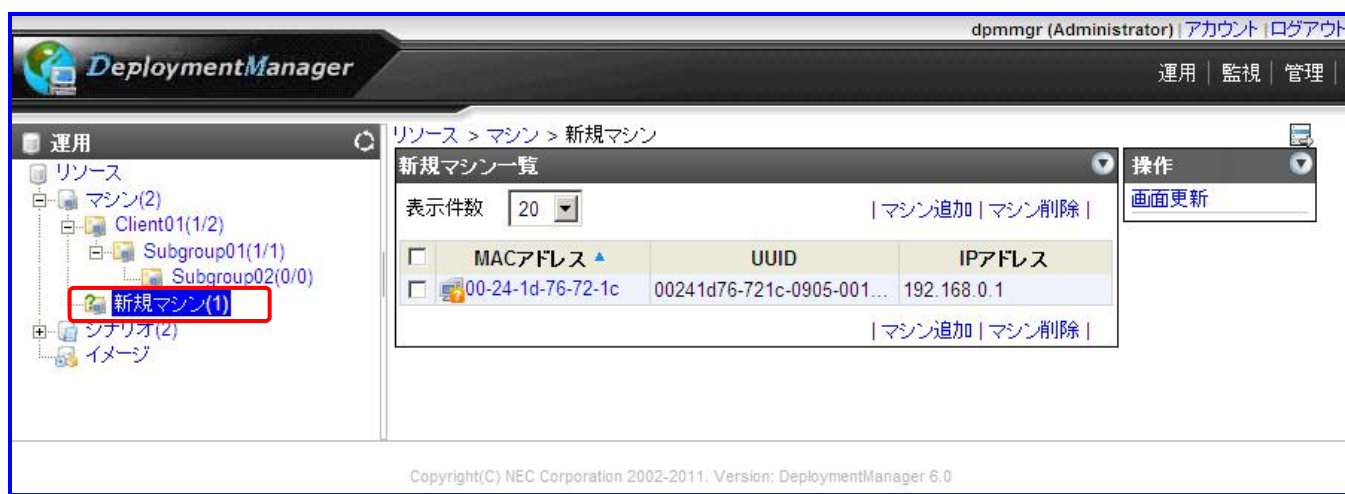 dpmmgr (Administrator) | アカウント | ログアウト
DeploymentManager
運用 | 監視 | 管理 |
運用
リソース
マシン(2)
Client01(1/2)
Subgroup01(1/1)
Subgroup02(0/0)
新規マシン(1)
シナリオ(2)
イメージ
リソース > マシン > 新規マシン
新規マシン一覧
表示件数 20 | マシン追加 | マシン削除 |
MACアドレス UUID IPアドレス
00-24-1d-76-72-1c 00241d76-721c-0905-001... 192.168.0.1
| マシン追加 | マシン削除 |
操作
画面更新
Copyright(C) NEC Corporation 2002-2011. Version: DeploymentManager 6.0